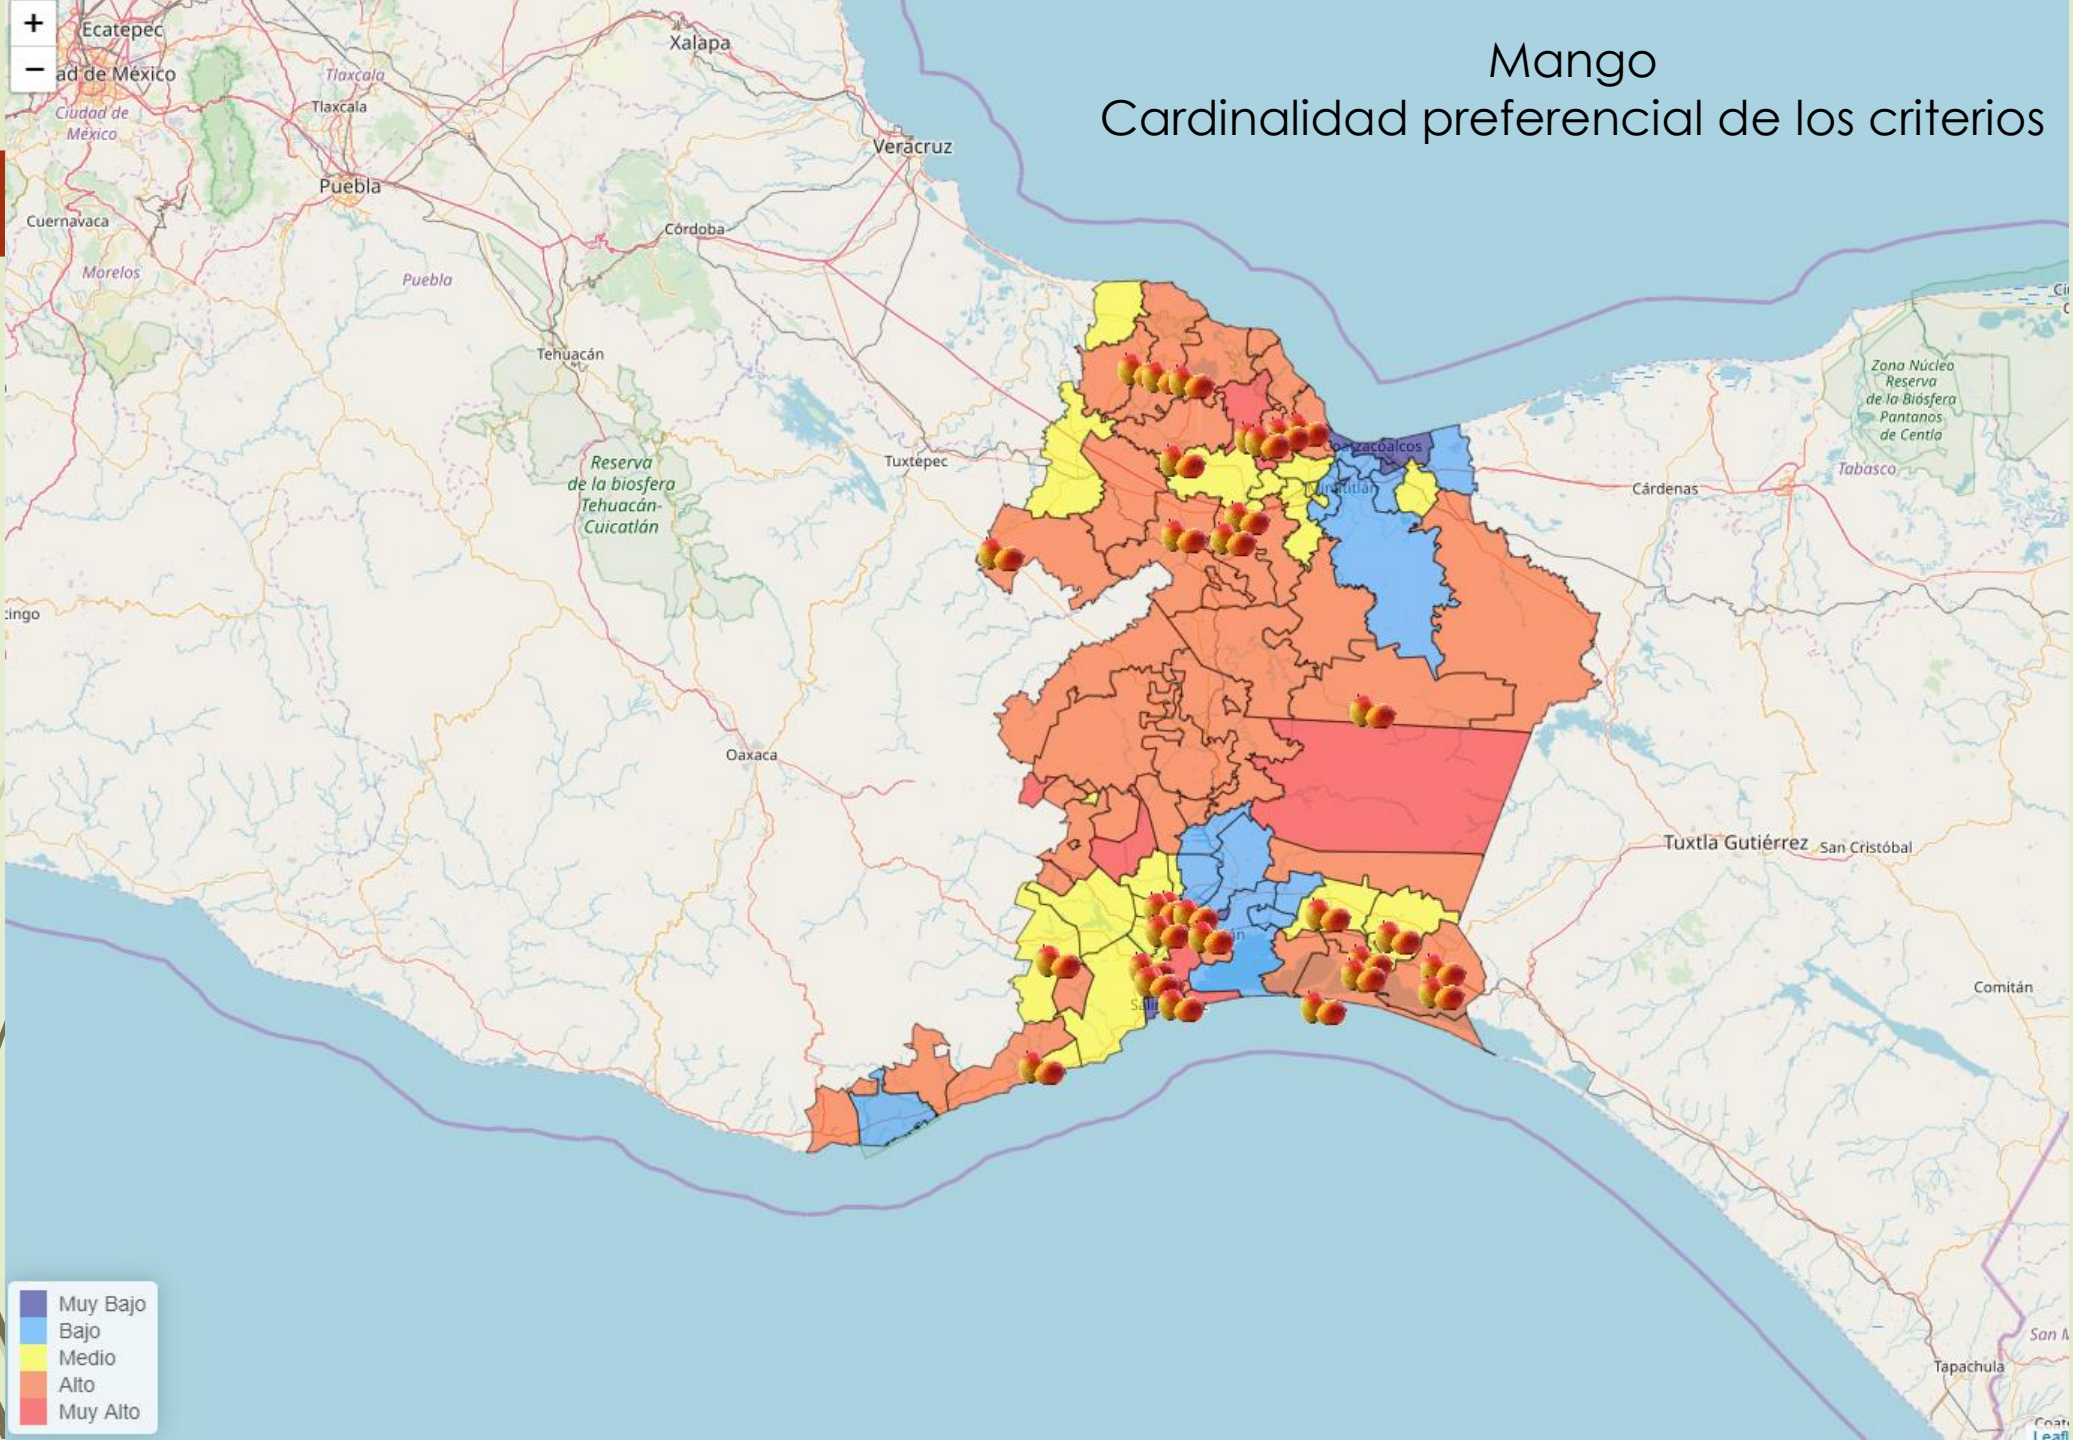 Mango
Cardinalidad preferencial de los criterios
+
−
Ecatepec
ad de México
Ciudad de
México
Tlaxcala
Tlaxcala
Xalapa
Veracruz
Puebla
Cuernavaca
Morelos
Puebla
Córdoba
Tehuacán
Zona Núcleo
Reserva
de la Biósfera
Pantanos
de Centla
Reserva
de la biosfera
Tehuacán-
Cuicatlán
Tuxtepec
Coatzacoalcos
Tabasco
Cárdenas
Oaxaca
Tuxtla Gutiérrez
San Cristóbal
Comitán
Tapachula
Muy Bajo
Bajo
Medio
Alto
Muy Alto